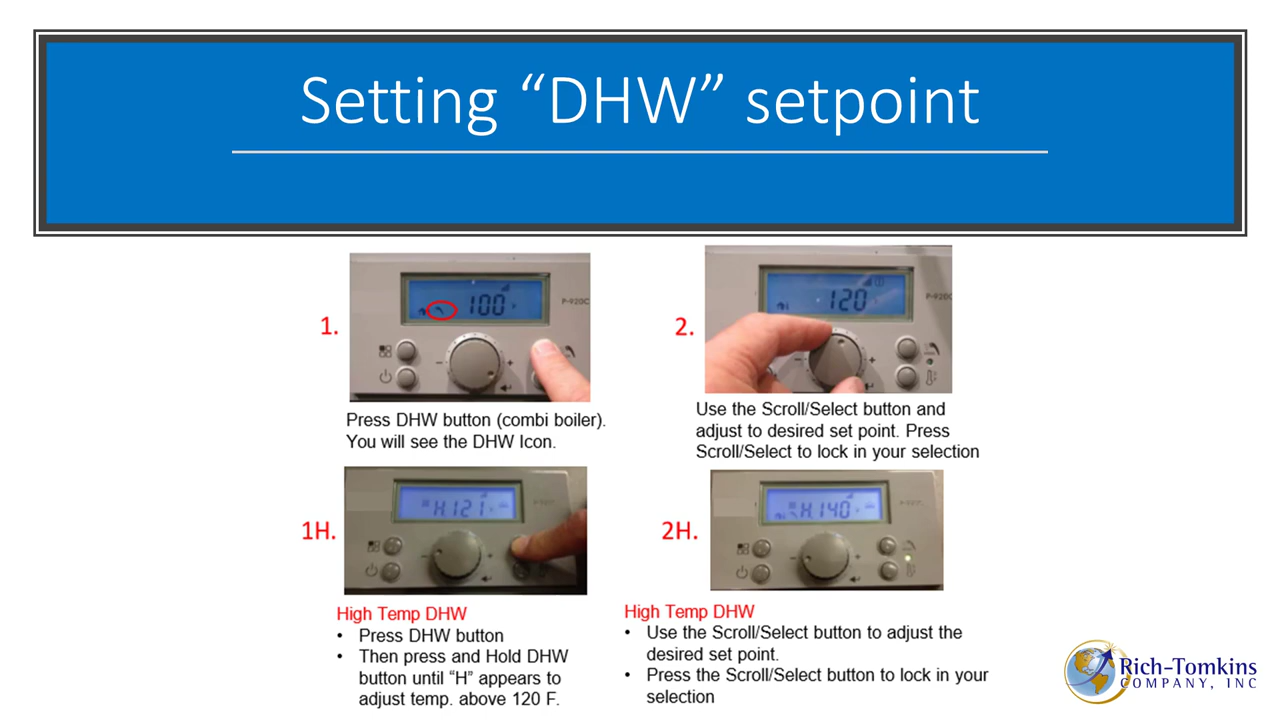 Setting “DHW” setpoint
1.
100
P-920C
Press DHW button (combi boiler).
You will see the DHW Icon.
2.
120
P-920C
Use the Scroll/Select button and
adjust to desired set point. Press
Scroll/Select to lock in your selection
1H.
H.121
High Temp DHW
• Press DHW button
• Then press and Hold DHW
button until “H” appears to
adjust temp. above 120 F.
2H.
H.140
High Temp DHW
• Use the Scroll/Select button to adjust the
desired set point.
• Press the Scroll/Select button to lock in your
selection
Rich-Tomkins
COMPANY, INC